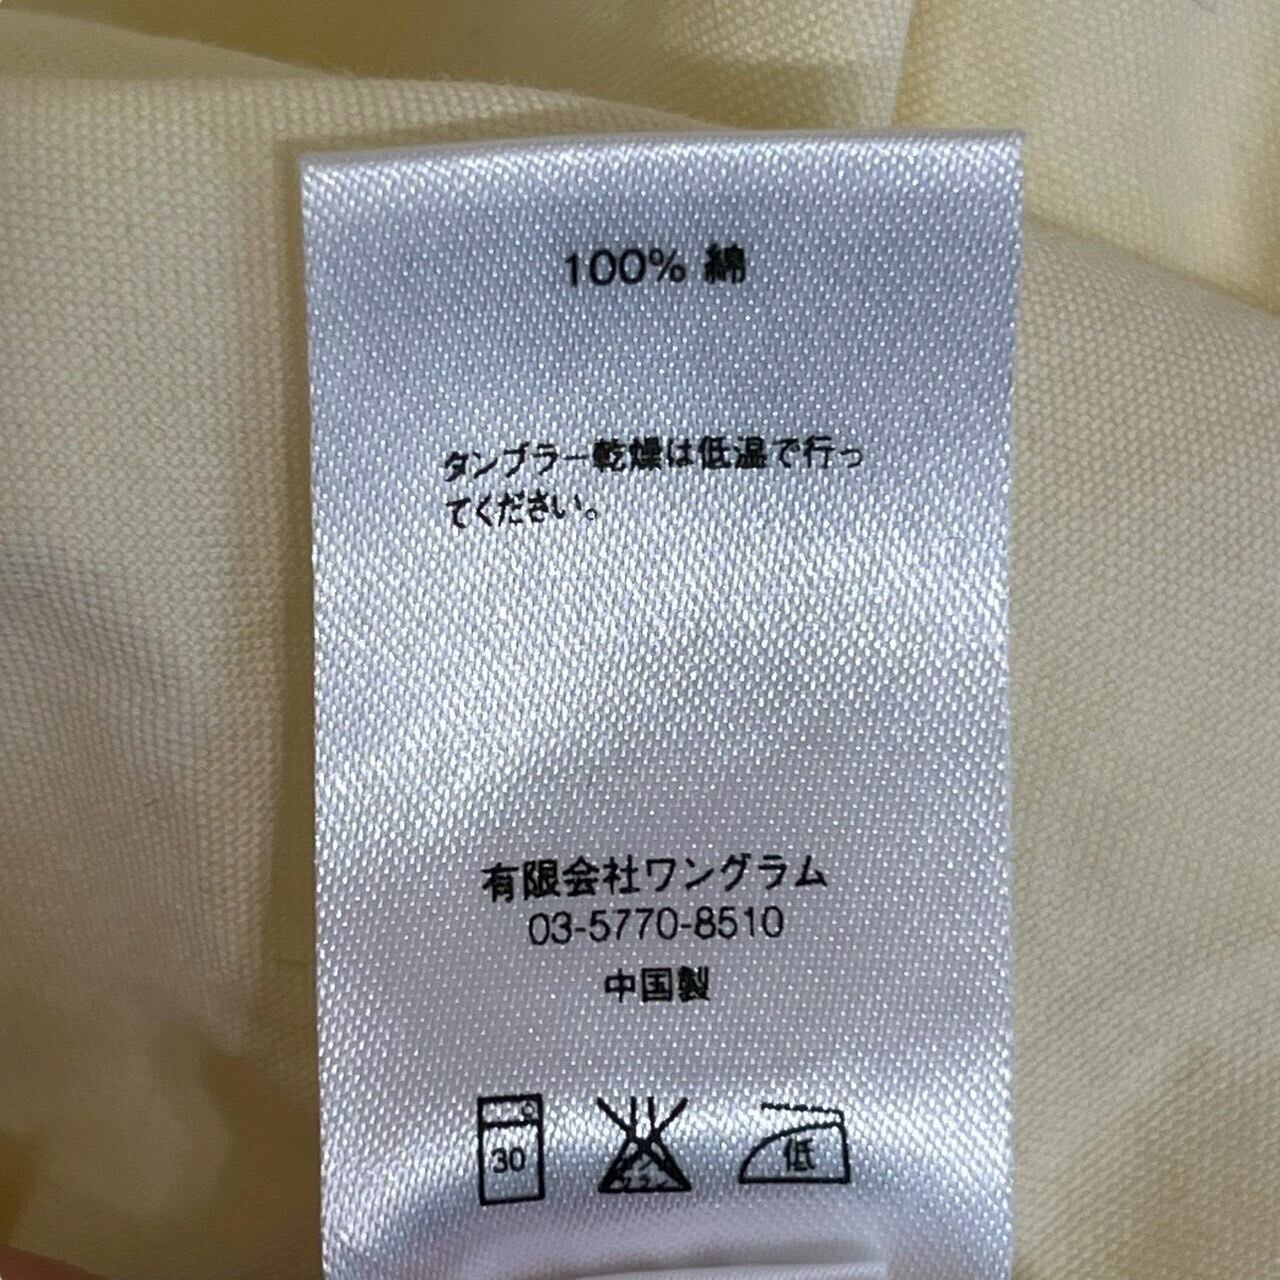 100% 綿
タンブラー乾燥は低温で行っ
てください。
有限会社ワングラム
03-5770-8510
中国製
30
低